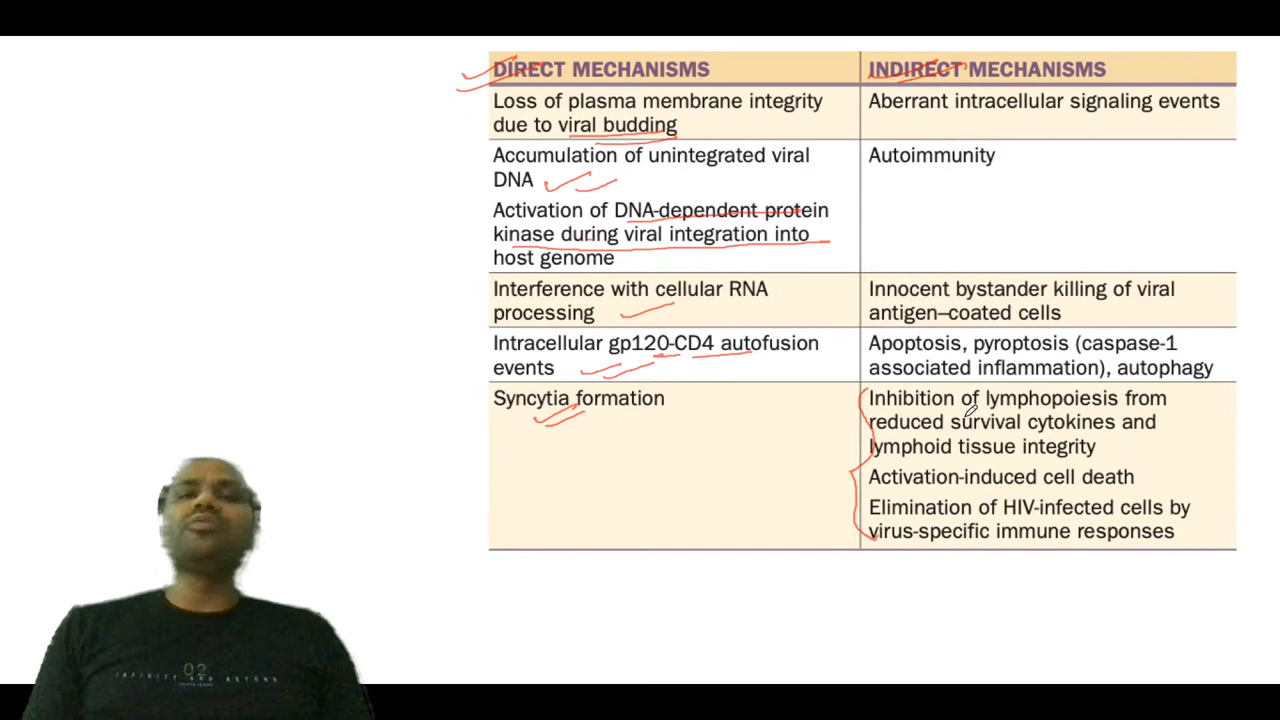 DIRECT MECHANISMS
INDIRECT MECHANISMS
Loss of plasma membrane integrity
due to viral budding
Aberrant intracellular signaling events
Accumulation of unintegrated viral
DNA
Autoimmunity
Activation of DNA-dependent protein
kinase during viral integration into
host genome
Interference with cellular RNA
processing
Innocent bystander killing of viral
antigen–coated cells
Intracellular gp120-CD4 autofusion
events
Apoptosis, pyroptosis (caspase-1
associated inflammation), autophagy
Syncytia formation
Inhibition of lymphopoiesis from
reduced survival cytokines and
lymphoid tissue integrity
Activation-induced cell death
Elimination of HIV-infected cells by
virus-specific immune responses
02
INFINITY AND BEYOND